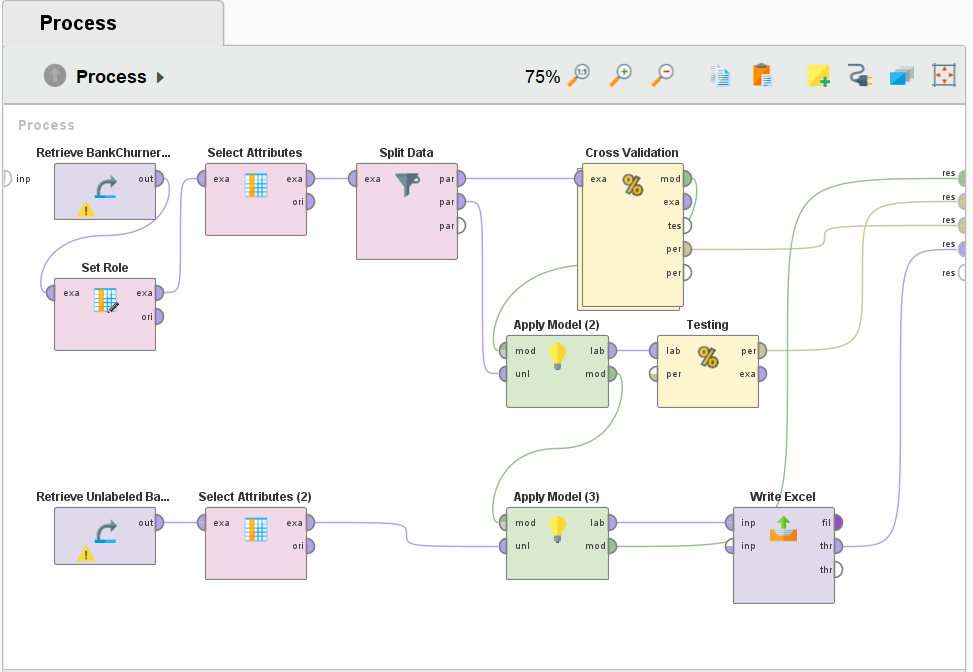 Process
Process
75%
1:1
Process
inp
Retrieve BankChurner...
out
Set Role
exa
exa
ori
Select Attributes
exa
exa
ori
Split Data
exa
par
par
par
Cross Validation
exa
mod
exa
tes
per
per
res
res
res
res
res
Apply Model (2)
mod
unl
lab
mod
Testing
lab
per
per
exa
Retrieve Unlabeled Ba...
out
Select Attributes (2)
exa
exa
ori
Apply Model (3)
mod
unl
lab
mod
Write Excel
inp
inp
fil
thr
thr